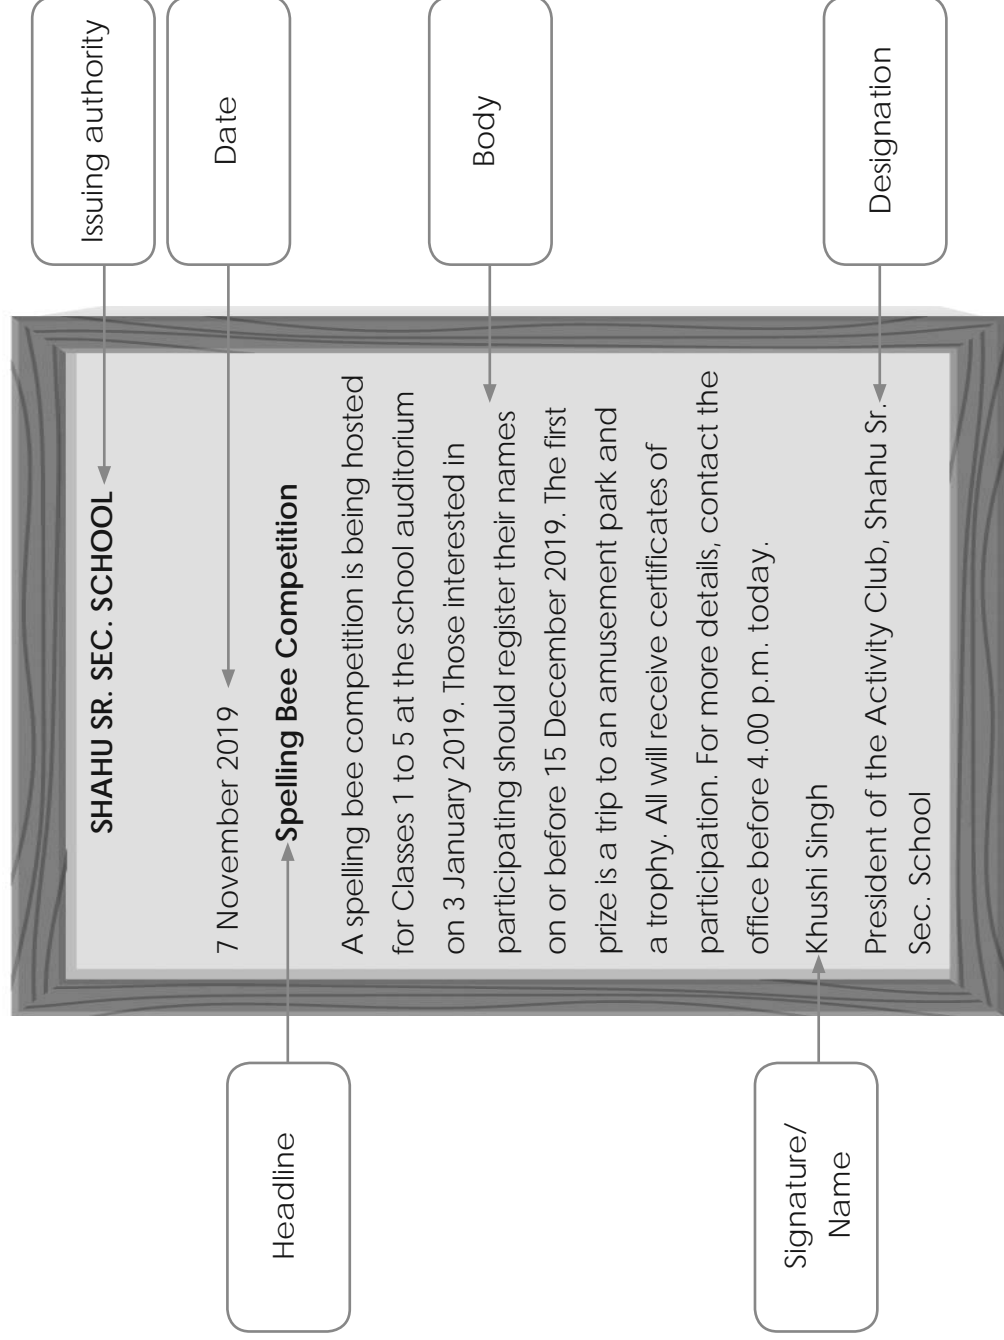 Issuing authority
SHAHU SR. SEC. SCHOOL
Date
7 November 2019
Headline
Spelling Bee Competition
Body
A spelling bee competition is being hosted
for Classes 1 to 5 at the school auditorium
on 3 January 2019. Those interested in
participating should register their names
on or before 15 December 2019. The first
prize is a trip to an amusement park and
a trophy. All will receive certificates of
participation. For more details, contact the
office before 4.00 p.m. today.
Signature/
Name
Khushi Singh
Designation
President of the Activity Club, Shahu Sr.
Sec. School